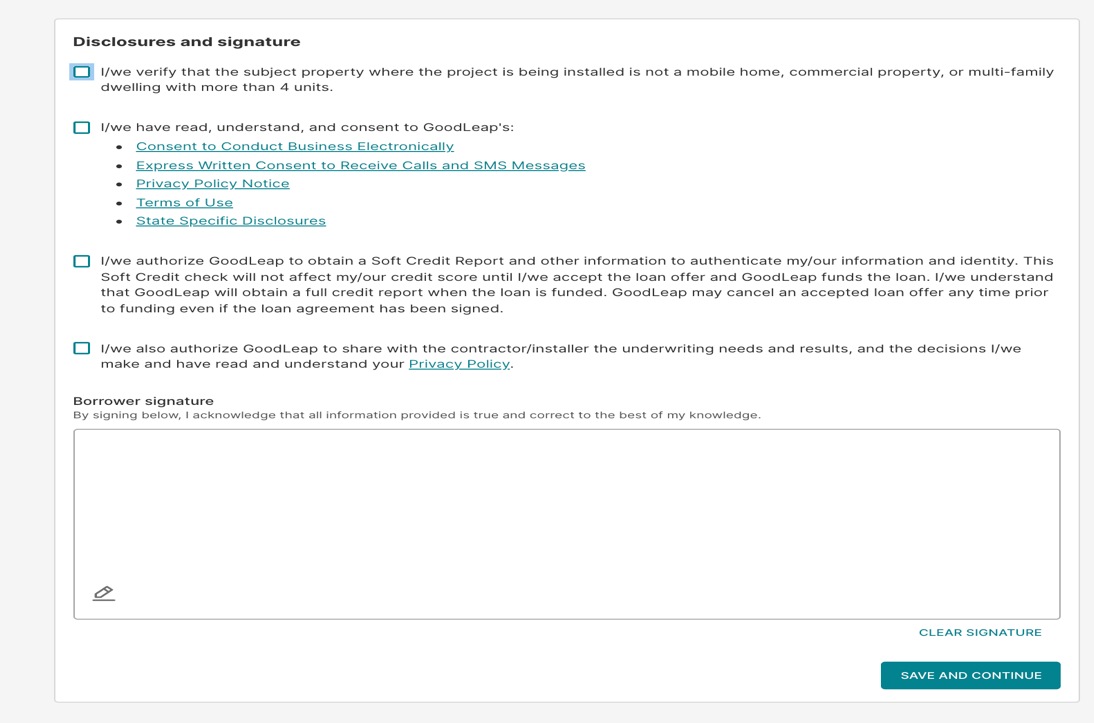 Disclosures and signature
I/we verify that the subject property where the project is being installed is not a mobile home, commercial property, or multi-family
dwelling with more than 4 units.
I/we have read, understand, and consent to GoodLeap's:
• Consent to Conduct Business Electronically
• Express Written Consent to Receive Calls and SMS Messages
• Privacy Policy Notice
• Terms of Use
• State Specific Disclosures
I/we authorize GoodLeap to obtain a Soft Credit Report and other information to authenticate my/our information and identity. This
Soft Credit check will not affect my/our credit score until I/we accept the loan offer and GoodLeap funds the loan. I/we understand
that GoodLeap will obtain a full credit report when the loan is funded. GoodLeap may cancel an accepted loan offer any time prior
to funding even if the loan agreement has been signed.
I/we also authorize GoodLeap to share with the contractor/installer the underwriting needs and results, and the decisions I/we
make and have read and understand your Privacy Policy.
Borrower signature
By signing below, I acknowledge that all information provided is true and correct to the best of my knowledge.
CLEAR SIGNATURE
SAVE AND CONTINUE